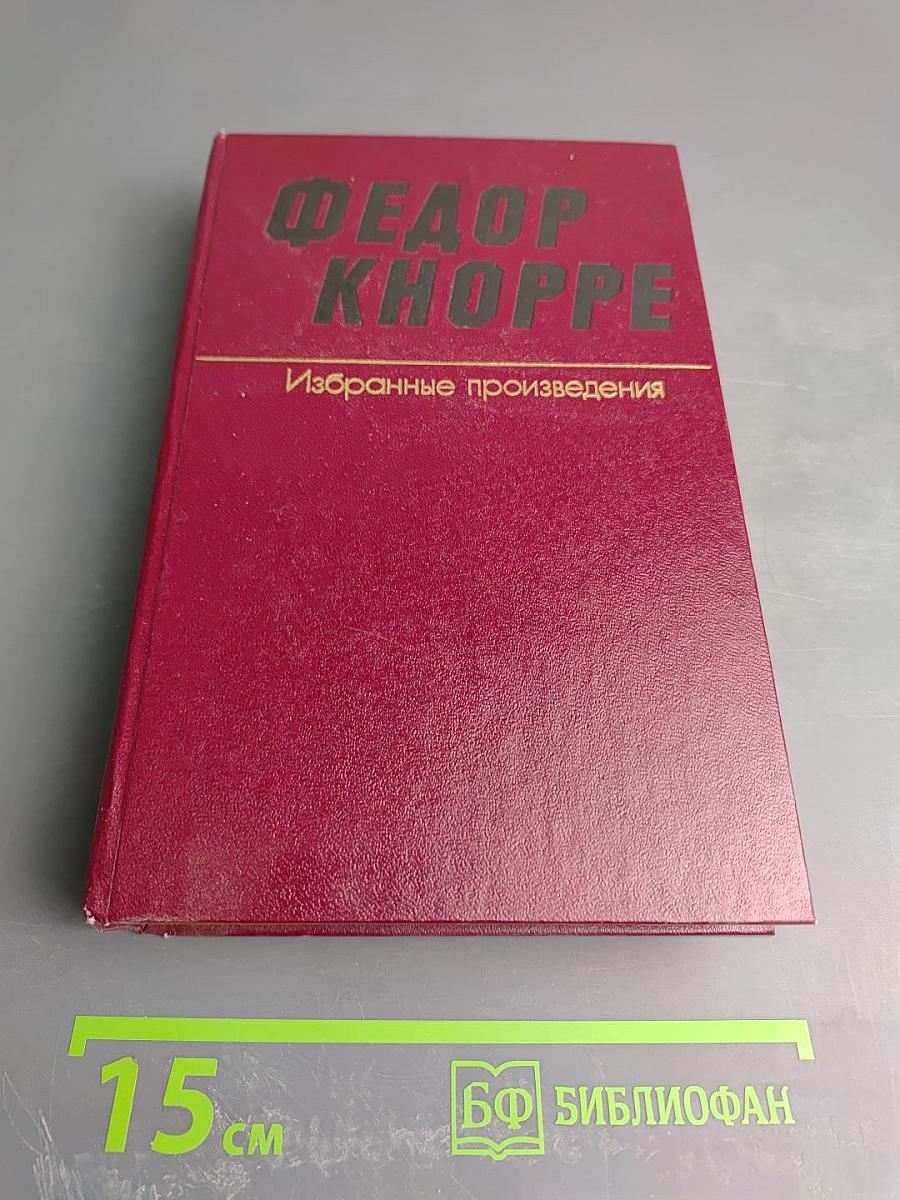 ФЕДОР
КНОРРЕ
Избранные произведения
15 см
БФ БИБЛИОФАН